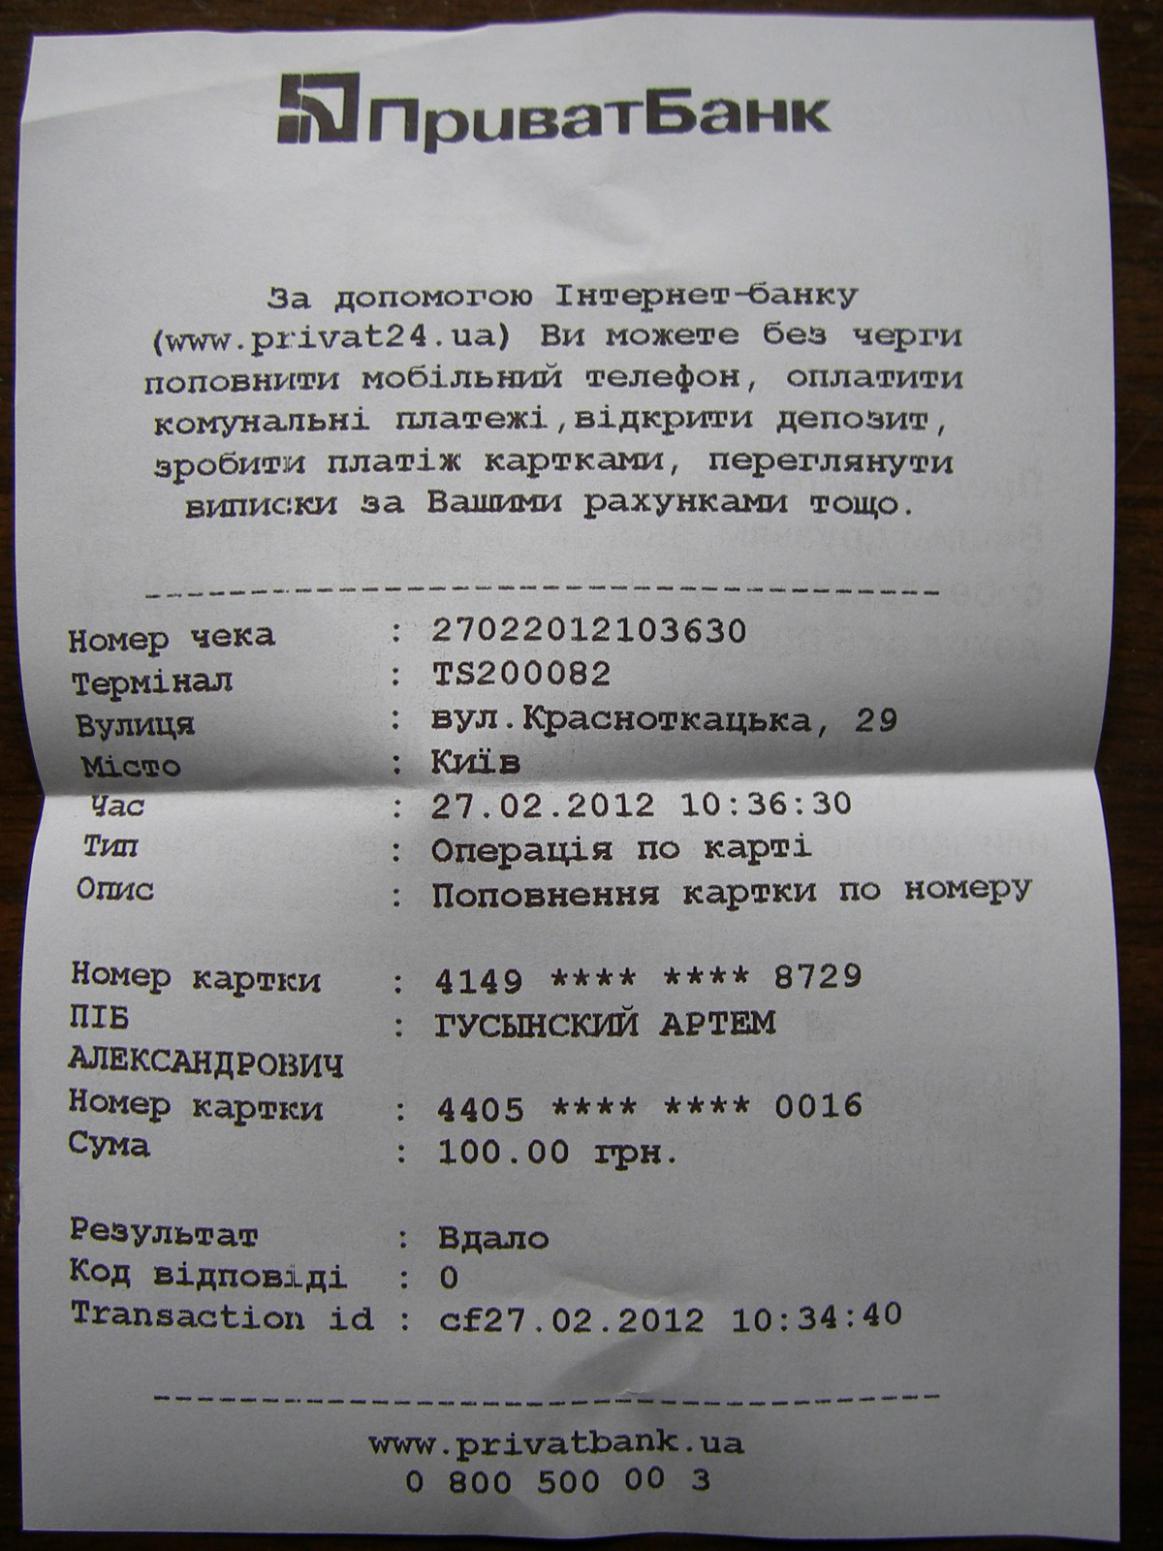 ПриватБанк
За допомогою Інтернет-банку
(www.privat24.ua) Ви можете без черги
поповнити мобільний телефон, оплатити
комунальні платежі,відкрити депозит,
зробити платіж картками, переглянути
виписки за Вашими рахунками тощо.
Номер чека : 27022012103630
Термінал : TS200082
Вулиця : вул.Красноткацька, 29
Місто : Київ
Час : 27.02.2012 10:36:30
Тип : Операція по карті
Опис : Поповнення картки по номеру
Номер картки : 4149 **** **** 8729
ПІБ : ГУСЫНСКИЙ АРТЕМ
АЛЕКСАНДРОВИЧ
Номер картки : 4405 **** **** 0016
Сума : 100.00 грн.
Результат : Вдало
Код відповіді : 0
Transaction id : cf27.02.2012 10:34:40
www.privatbank.ua
0 800 500 00 3